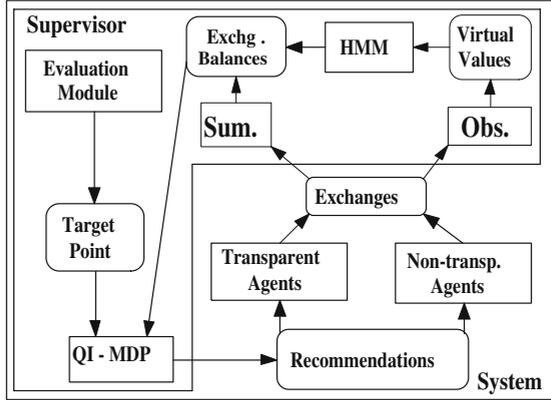 Supervisor
Evaluation
Module
Exchg .
Balances
HMM
Virtual
Values
Sum.
Obs.
Exchanges
Target
Point
Transparent
Agents
Non-transp.
Agents
QI - MDP
Recommendations
System